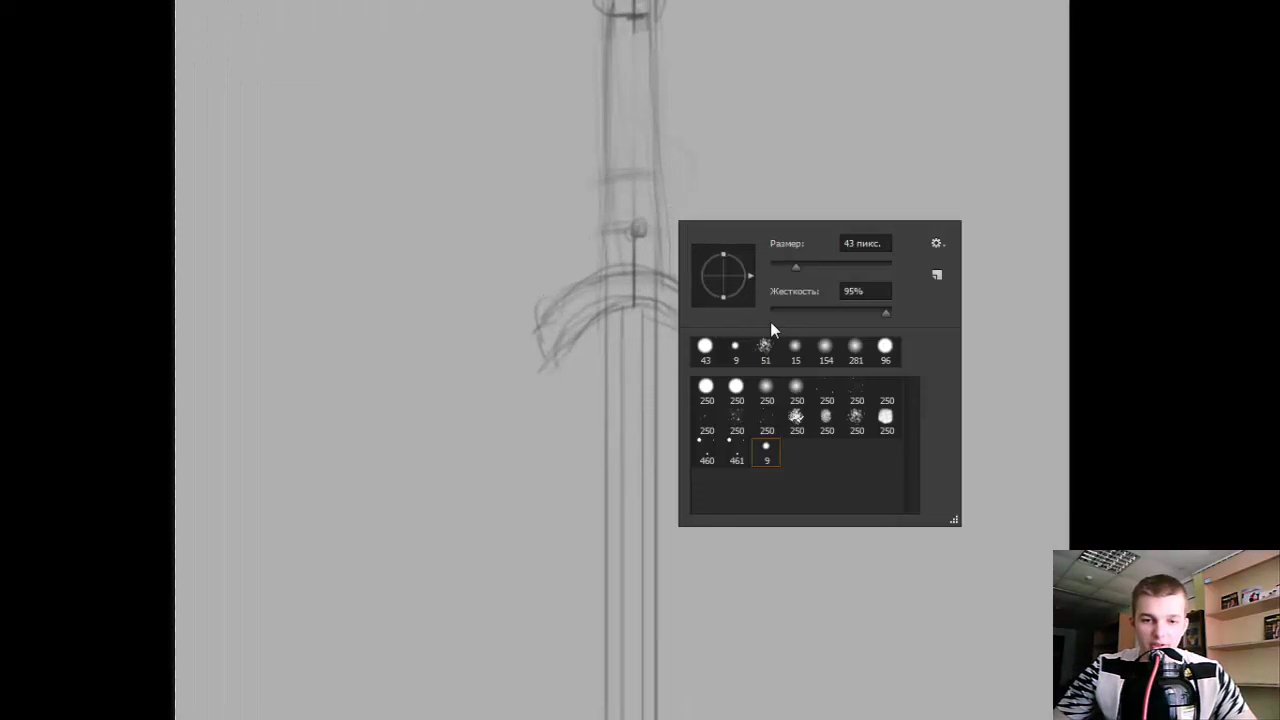 Размер: 43 пикс.
Жесткость: 95%
43 9 51 15 154 281 96
250 250 250 250 250 250 250
250 250 250 250 250 250 250
460 461 9